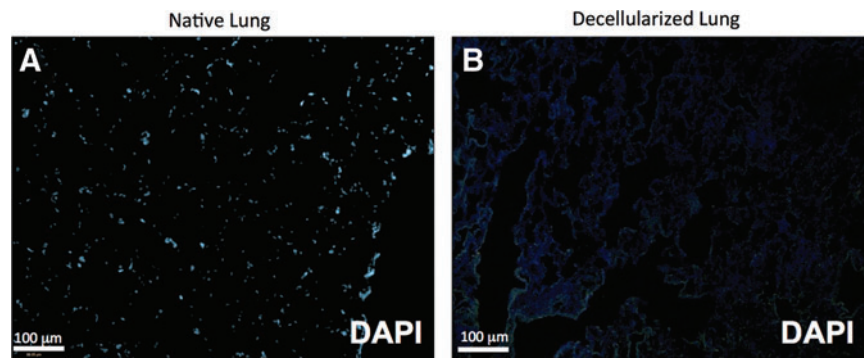 Native Lung
Decellularized Lung
A
B
100 µm
DAPI
100 µm
DAPI